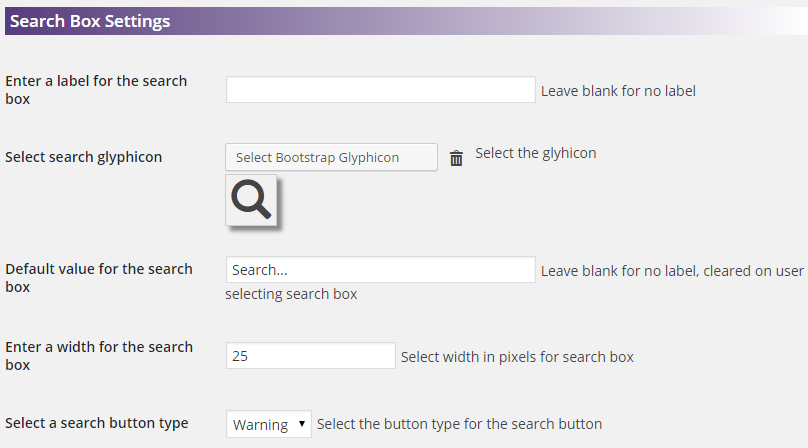 Search Box Settings
Enter a label for the search
box
Leave blank for no label
Select search glyphicon
Select Bootstrap Glyphicon
Select the glyhicon
Default value for the search
box
Search...
Leave blank for no label, cleared on user
selecting search box
Enter a width for the search
box
25
Select width in pixels for search box
Select a search button type
Warning
Select the button type for the search button